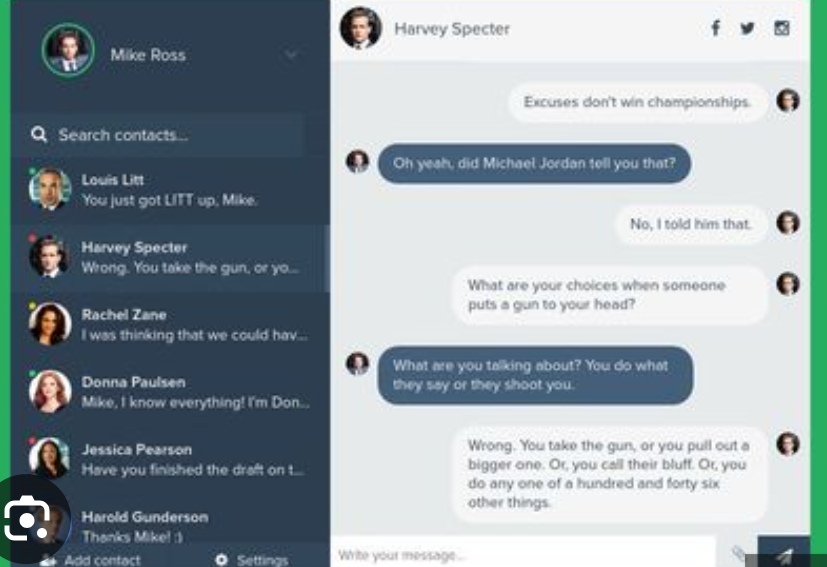 Mike Ross
Search contacts...
Louis Litt
You just got LITT up, Mike.
Harvey Specter
Wrong. You take the gun, or yo...
Rachel Zane
I was thinking that we could hav...
Donna Paulsen
Mike, I know everything! I'm Don...
Jessica Pearson
Have you finished the draft on t...
Harold Gunderson
Thanks Mike! :)
Add contact
Settings
Harvey Specter
Excuses don't win championships.
Oh yeah, did Michael Jordan tell you that?
No, I told him that.
What are your choices when someone
puts a gun to your head?
What are you talking about? You do what
they say or they shoot you.
Wrong. You take the gun, or you pull out a
bigger one. Or, you call their bluff. Or, you
do any one of a hundred and forty six
other things.
Write your message...